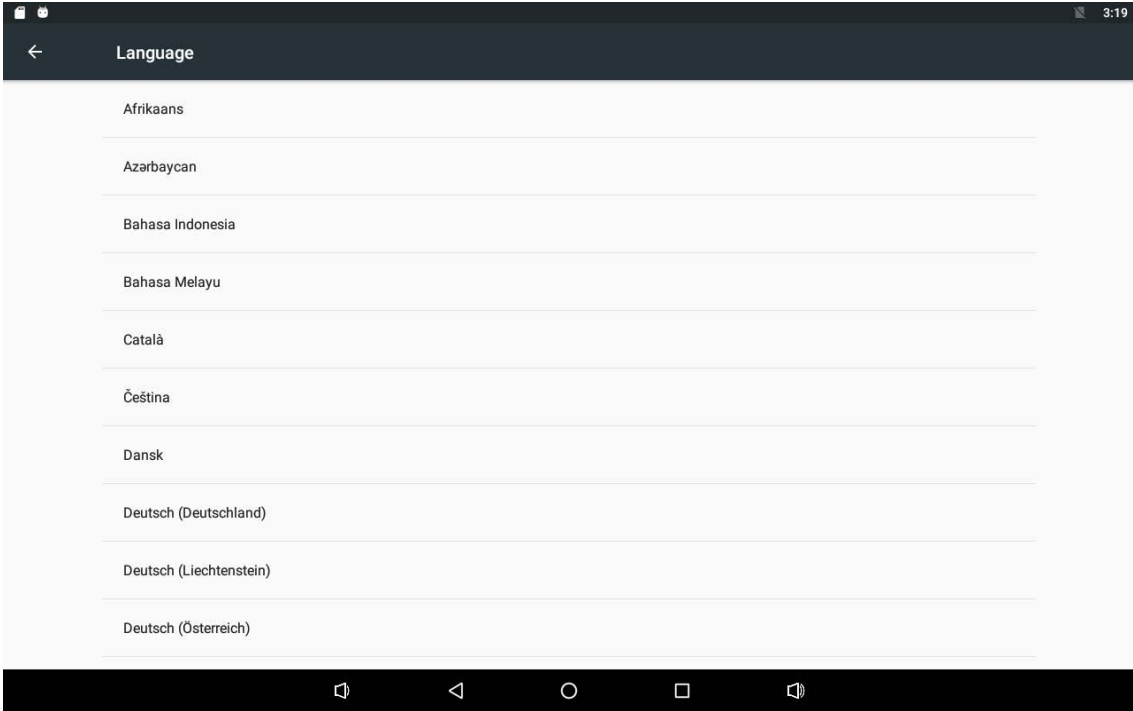 3:19
Language
Afrikaans
Azərbaycan
Bahasa Indonesia
Bahasa Melayu
Català
Čeština
Dansk
Deutsch (Deutschland)
Deutsch (Liechtenstein)
Deutsch (Österreich)